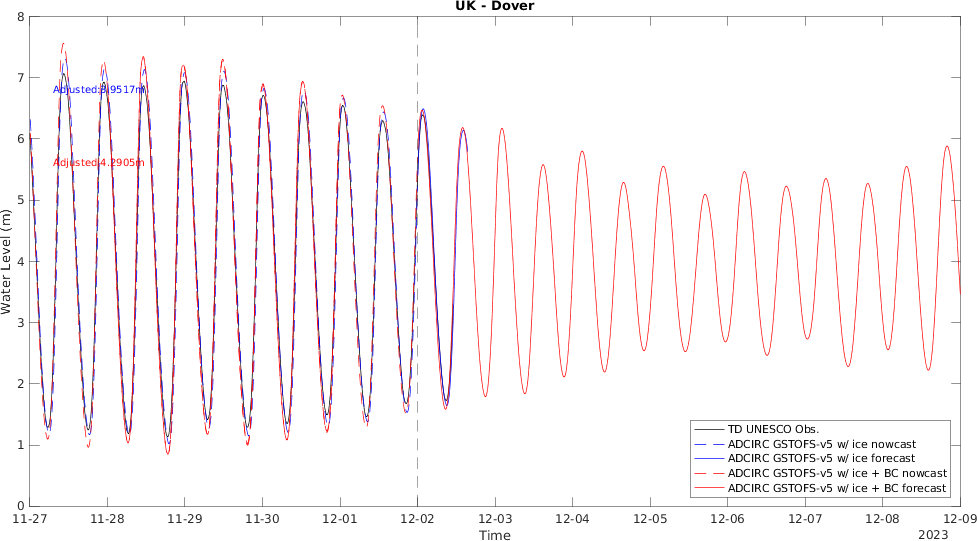 UK - Dover
8
7
Adjusted:3.9517m
6
Adjusted:4.2905m
5
4
3
2
1
0
Water Level (m)
TD UNESCO Obs.
ADCIRC GSTOFS-v5 w/ ice nowcast
ADCIRC GSTOFS-v5 w/ ice forecast
ADCIRC GSTOFS-v5 w/ ice + BC nowcast
ADCIRC GSTOFS-v5 w/ ice + BC forecast
11-27 11-28 11-29 11-30 12-01 12-02 12-03 12-04 12-05 12-06 12-07 12-08 12-09
Time
2023